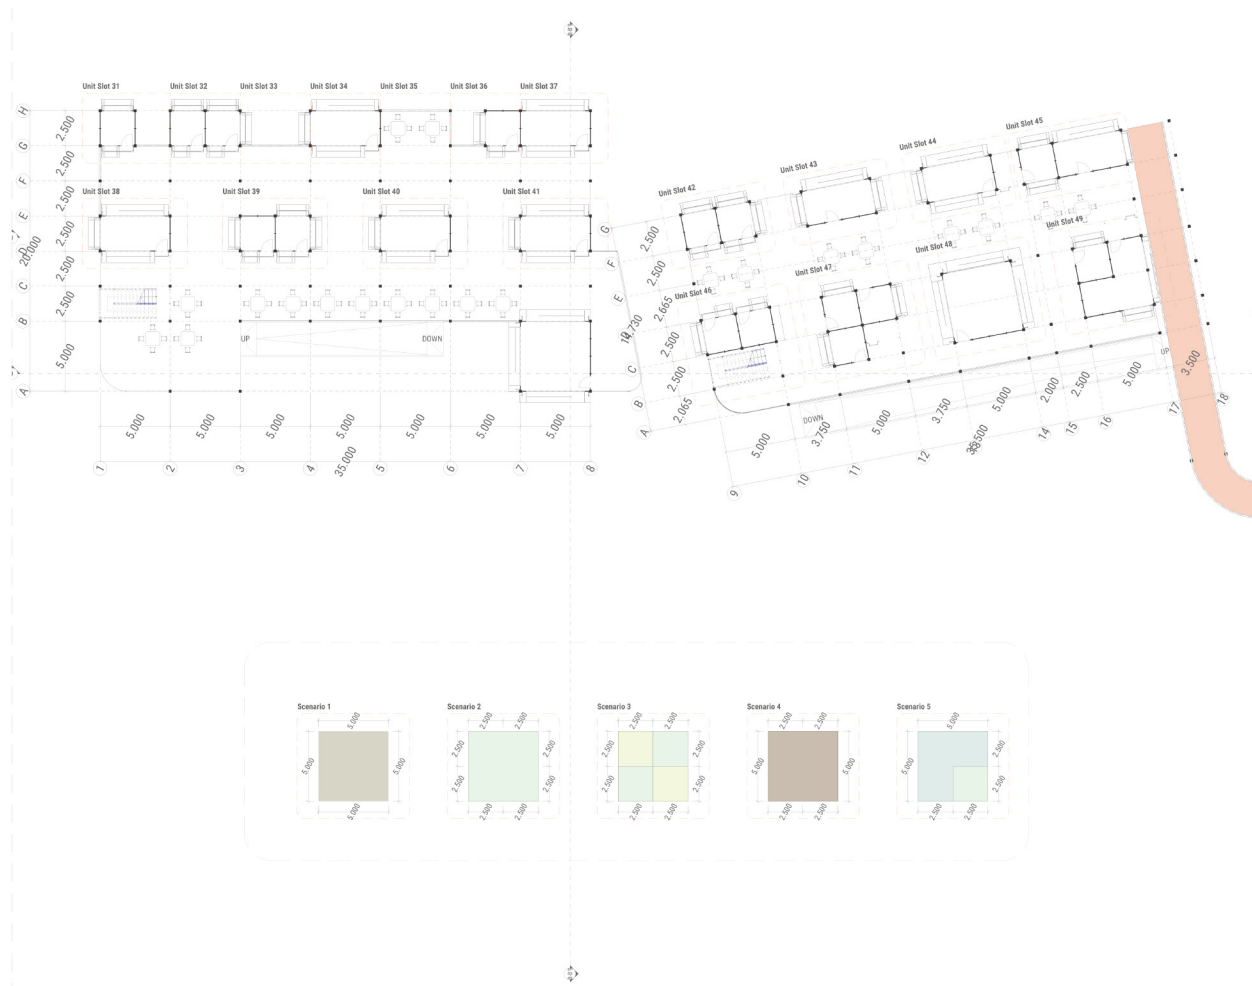 Unit Slot 31
Unit Slot 32
Unit Slot 33
Unit Slot 34
Unit Slot 35
Unit Slot 36
Unit Slot 37
H
G
F
E
D
C
B
A
2.500
2.500
2.500
2.500
2.500
2.500
5.000
20.000
Unit Slot 38
Unit Slot 39
Unit Slot 40
Unit Slot 41
UP
DOWN
5.000
5.000
5.000
5.000
5.000
5.000
5.000
35.000
1
2
3
4
5
6
7
8
Unit Slot 42
Unit Slot 43
Unit Slot 44
Unit Slot 45
Unit Slot 46
Unit Slot 47
Unit Slot 48
Unit Slot 49
G
F
E
D
C
B
A
2.500
2.500
2.665
2.500
2.500
2.065
DOWN
UP
5.000
3.750
5.000
3.750
5.000
2.000
2.500
5.000
3.500
9
10
11
12
14
15
16
17
18
Scenario 1
5.000
5.000
5.000
5.000
Scenario 2
2.500
2.500
2.500
2.500
2.500
2.500
2.500
2.500
Scenario 3
2.500
2.500
2.500
2.500
2.500
2.500
2.500
2.500
Scenario 4
2.500
2.500
5.000
5.000
2.500
2.500
Scenario 5
5.000
5.000
2.500
2.500
2.500
2.500